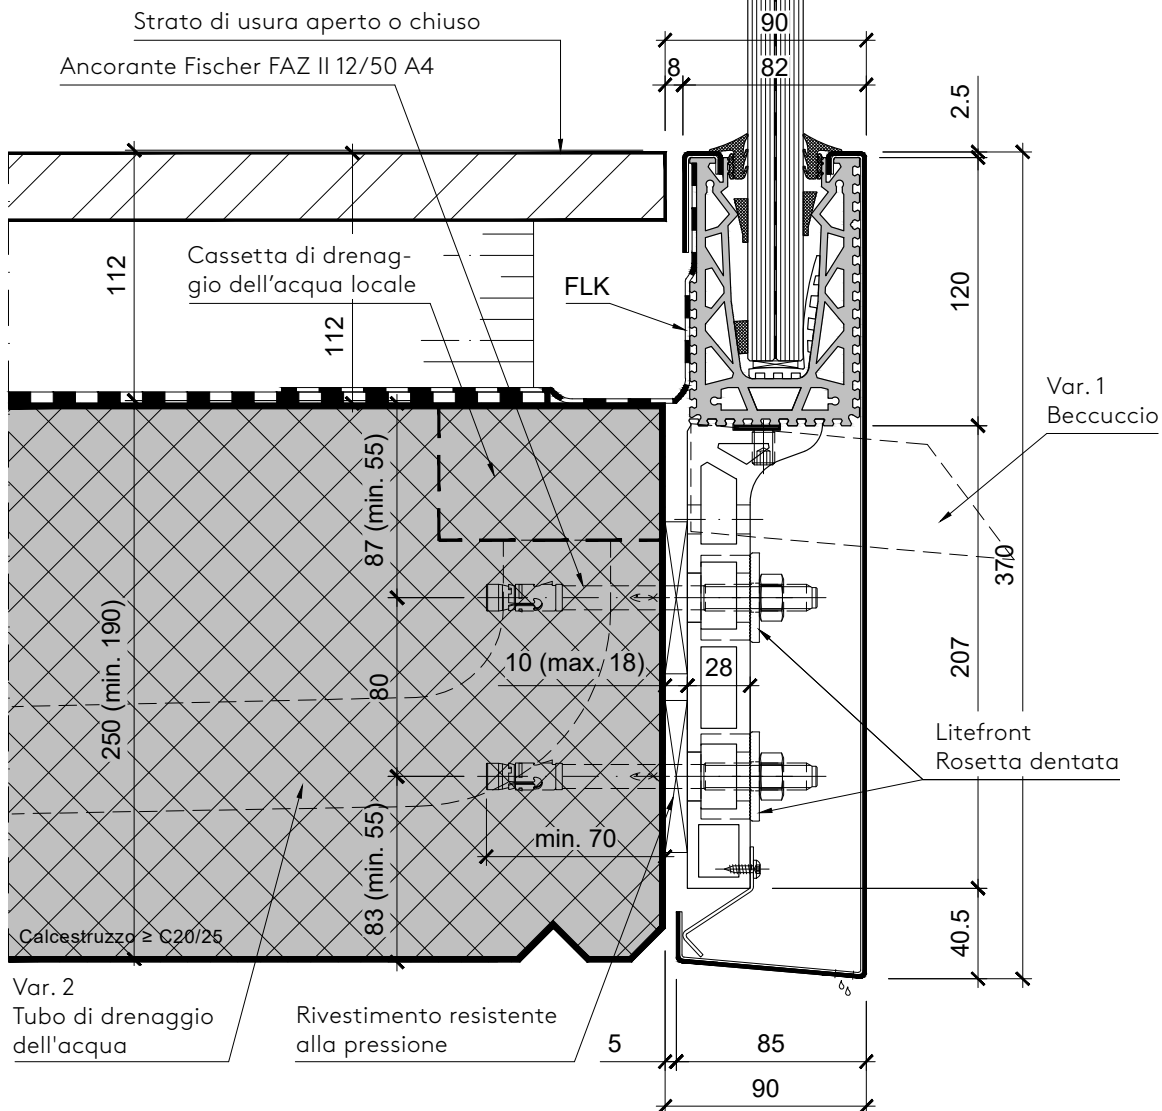 Strato di usura aperto o chiuso
90
Ancorante Fischer FAZ II 12/50 A4
8
82
2.5
Cassetta di drenag-
gio dell'acqua locale
FLK
112
112
120
Var. 1
Beccuccio
87 (min. 55)
370
250 (min. 190)
80
10 (max. 18)
28
207
Litefront
Rosetta dentata
min. 70
83 (min. 55)
Calcestruzzo ≥ C20/25
40.5
Var. 2
Tubo di drenaggio
dell'acqua
Rivestimento resistente
alla pressione
5
85
90